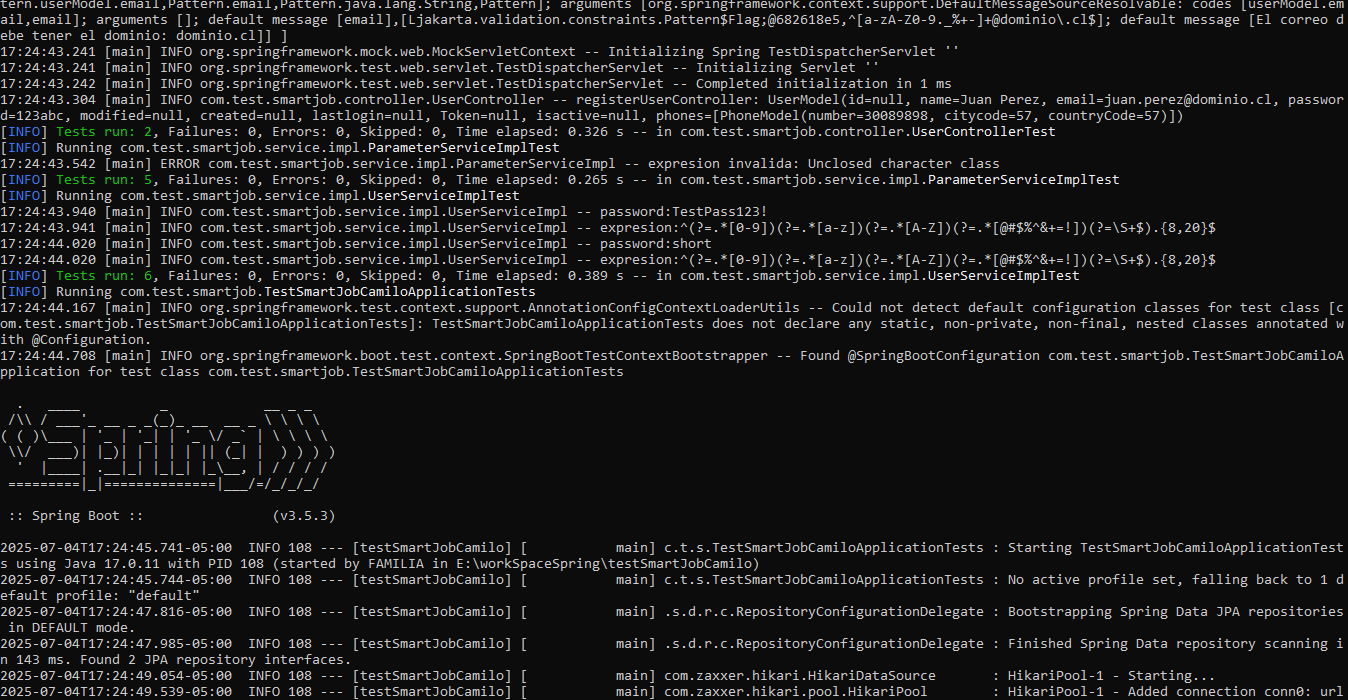 tern.userModel.email,Pattern.email,Pattern.java.lang.String,Pattern]; arguments [org.springframework.context.support.DefaultMessageSourceResolvable: codes [userModel.em
ail,email]; arguments []; default message [email],[Ljakarta.validation.constraints.Pattern$Flag;@682618e5,^[a-zA-Z0-9._%+-]+@dominio\.cl$]; default message [El correo d
ebe tener el dominio: dominio.cl]] ]
17:24:43.241 [main] INFO org.springframework.mock.web.MockServletContext -- Initializing Spring TestDispatcherServlet ''
17:24:43.241 [main] INFO org.springframework.test.web.servlet.TestDispatcherServlet -- Initializing Servlet ''
17:24:43.242 [main] INFO org.springframework.test.web.servlet.TestDispatcherServlet -- Completed initialization in 1 ms
17:24:43.304 [main] INFO com.test.smartjob.controller.UserController -- registerUserController: UserModel(id=null, name=Juan Perez, email=juan.perez@dominio.cl, passwor
d=123abc, modified=null, created=null, lastlogin=null, Token=null, isactive=null, phones=[PhoneModel(number=30089898, citycode=57, countryCode=57)])
[INFO] Tests run: 2, Failures: 0, Errors: 0, Skipped: 0, Time elapsed: 0.326 s -- in com.test.smartjob.controller.UserControllerTest
[INFO] Running com.test.smartjob.service.impl.ParameterServiceImplTest
17:24:43.542 [main] ERROR com.test.smartjob.service.impl.ParameterServiceImpl -- expresion invalida: Unclosed character class
[INFO] Tests run: 5, Failures: 0, Errors: 0, Skipped: 0, Time elapsed: 0.265 s -- in com.test.smartjob.service.impl.ParameterServiceImplTest
[INFO] Running com.test.smartjob.service.impl.UserServiceImplTest
17:24:43.940 [main] INFO com.test.smartjob.service.impl.UserServiceImpl -- password:TestPass123!
17:24:43.941 [main] INFO com.test.smartjob.service.impl.UserServiceImpl -- expresion:^(?=.*[0-9])(?=.*[a-z])(?=.*[A-Z])(?=.*[@#$%^&+=!])(?=\S+$).{8,20}$
17:24:44.020 [main] INFO com.test.smartjob.service.impl.UserServiceImpl -- password:short
17:24:44.020 [main] INFO com.test.smartjob.service.impl.UserServiceImpl -- expresion:^(?=.*[0-9])(?=.*[a-z])(?=.*[A-Z])(?=.*[@#$%^&+=!])(?=\S+$).{8,20}$
[INFO] Tests run: 6, Failures: 0, Errors: 0, Skipped: 0, Time elapsed: 0.389 s -- in com.test.smartjob.service.impl.UserServiceImplTest
[INFO] Running com.test.smartjob.TestSmartJobCamiloApplicationTests
17:24:44.167 [main] INFO org.springframework.test.context.support.AnnotationConfigContextLoaderUtils -- Could not detect default configuration classes for test class [c
om.test.smartjob.TestSmartJobCamiloApplicationTests]: TestSmartJobCamiloApplicationTests does not declare any static, non-private, non-final, nested classes annotated w
ith @Configuration.
17:24:44.708 [main] INFO org.springframework.boot.test.context.SpringBootTestContextBootstrapper -- Found @SpringBootConfiguration com.test.smartjob.TestSmartJobCamiloA
pplication for test class com.test.smartjob.TestSmartJobCamiloApplicationTests
  .   ____          _            __ _ _
 /\\ / ___'_ __ _ _(_)_ __  __ _ \ \ \ \
( ( )\___ | '_ | '_| | '_ \/ _` | \ \ \ \
 \\/  ___)| |_)| | | | | || (_| |  ) ) ) )
  '  |____| .__|_| |_|_| |_\__, | / / / /
 =========|_|==============|___/=/_/_/_/
 :: Spring Boot ::                (v3.5.3)
2025-07-04T17:24:45.741-05:00  INFO 108 --- [testSmartJobCamilo] [           main] c.t.s.TestSmartJobCamiloApplicationTests : Starting TestSmartJobCamiloApplicationTest
s using Java 17.0.11 with PID 108 (started by FAMILIA in E:\workSpaceSpring\testSmartJobCamilo)
2025-07-04T17:24:45.744-05:00  INFO 108 --- [testSmartJobCamilo] [           main] c.t.s.TestSmartJobCamiloApplicationTests : No active profile set, falling back to 1 d
efault profile: "default"
2025-07-04T17:24:47.816-05:00  INFO 108 --- [testSmartJobCamilo] [           main] .s.d.r.c.RepositoryConfigurationDelegate : Bootstrapping Spring Data JPA repositories
 in DEFAULT mode.
2025-07-04T17:24:47.985-05:00  INFO 108 --- [testSmartJobCamilo] [           main] .s.d.r.c.RepositoryConfigurationDelegate : Finished Spring Data repository scanning i
n 143 ms. Found 2 JPA repository interfaces.
2025-07-04T17:24:49.054-05:00  INFO 108 --- [testSmartJobCamilo] [           main] com.zaxxer.hikari.HikariDataSource       : HikariPool-1 - Starting...
2025-07-04T17:24:49.539-05:00  INFO 108 --- [testSmartJobCamilo] [           main] com.zaxxer.hikari.pool.HikariPool        : HikariPool-1 - Added connection conn0: url